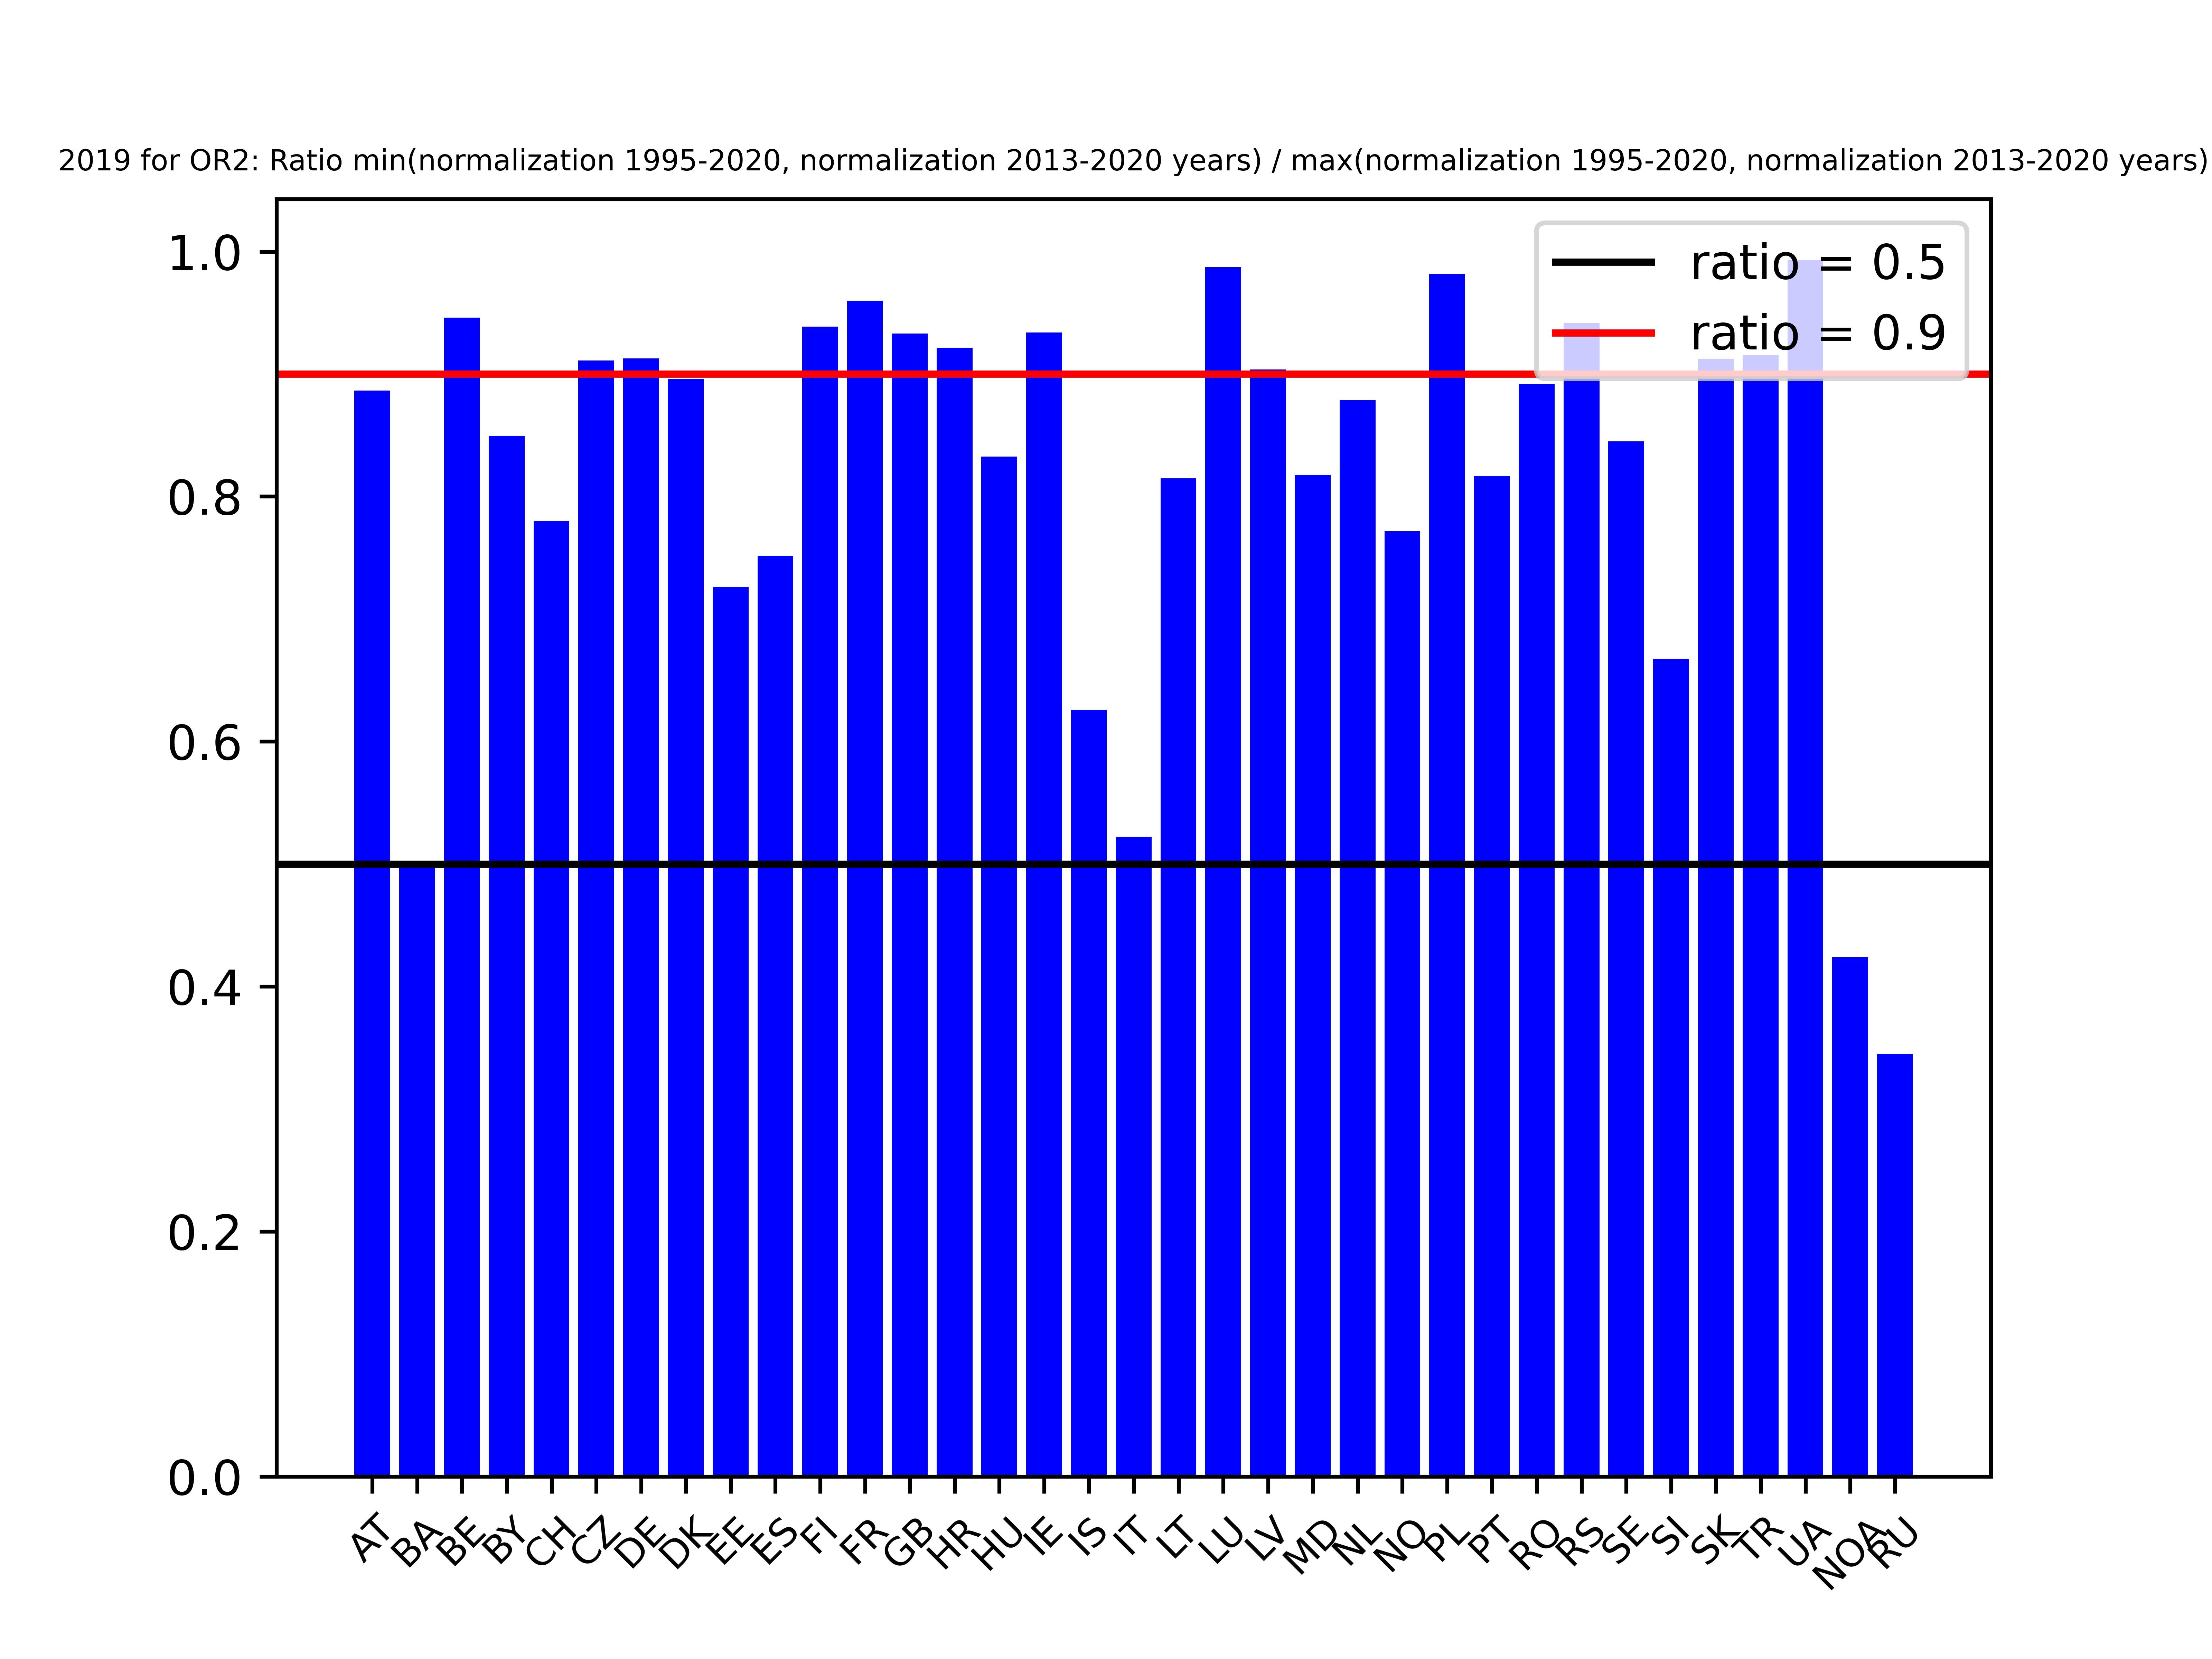 2019 for OR2: Ratio min(normalization 1995-2020, normalization 2013-2020 years) / max(normalization 1995-2020, normalization 2013-2020 years)
ratio = 0.5
ratio = 0.9
1.0
0.8
0.6
0.4
0.2
0.0
AT BA BE BY CH CZ DE DK EE ES FI FR GB HR HU IE IS IT LT LU LV MD NL NO PL PT RO RS SE SI SK TR UA NOA RU